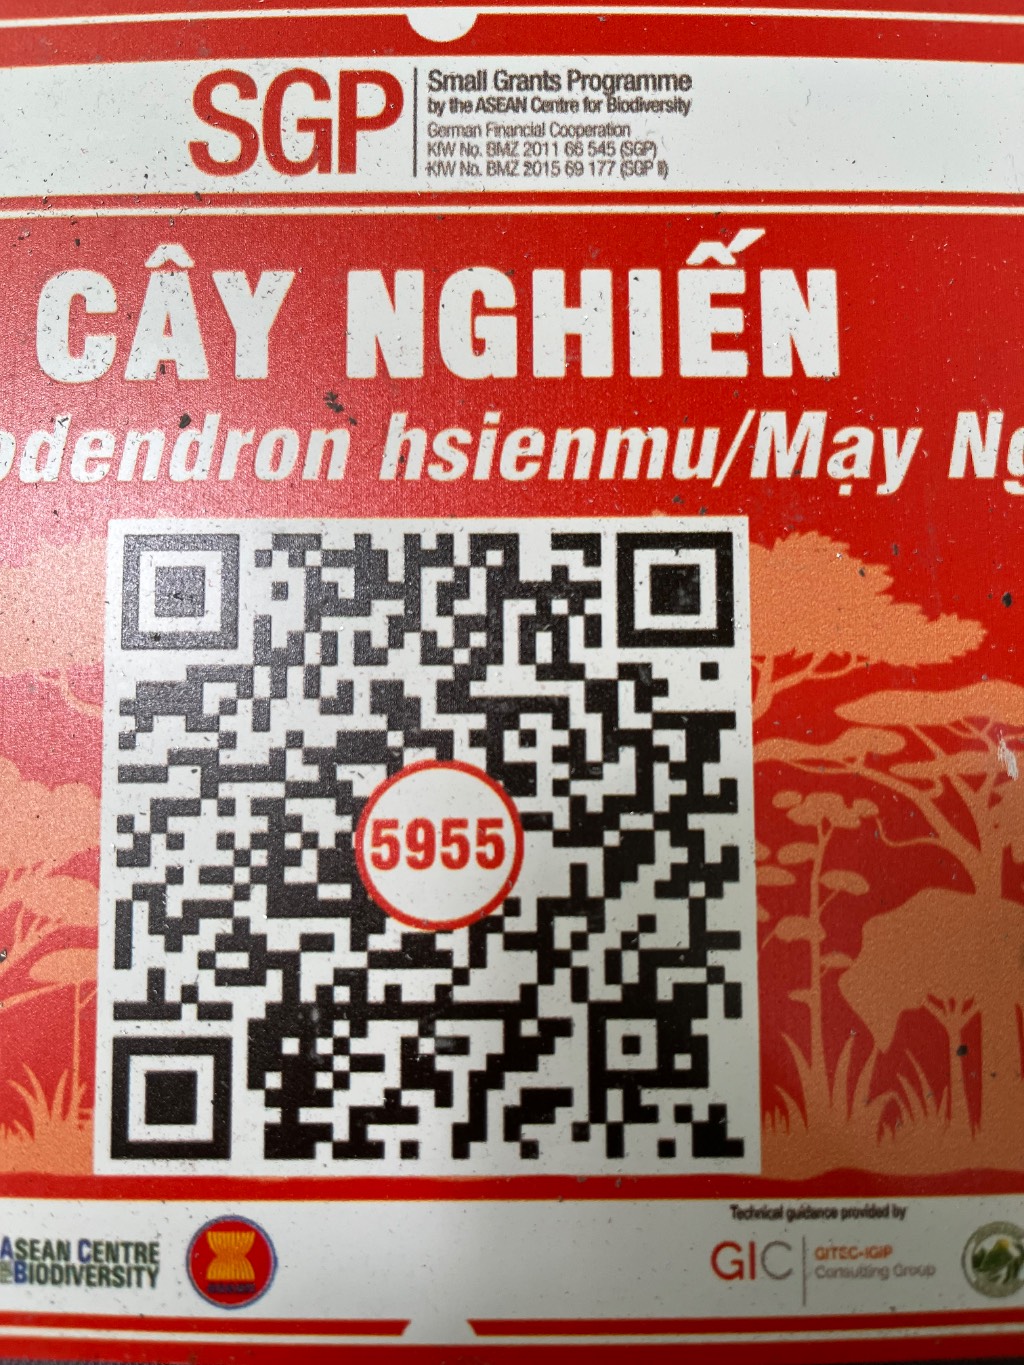 SGP
Small Grants Programme
by the ASEAN Centre for Biodiversity
German Financial Cooperation
KfW No. BMZ 2011 66 545 (SGP)
KfW No. BMZ 2015 69 177 (SGP II)
CÂY NGHIẾN
odendron hsienmu/Mạy Ng
5955
ASEAN CENTRE
FOR BIODIVERSITY
Technical guidance provided by
GIC
GITEC-IGIP
Consulting Group